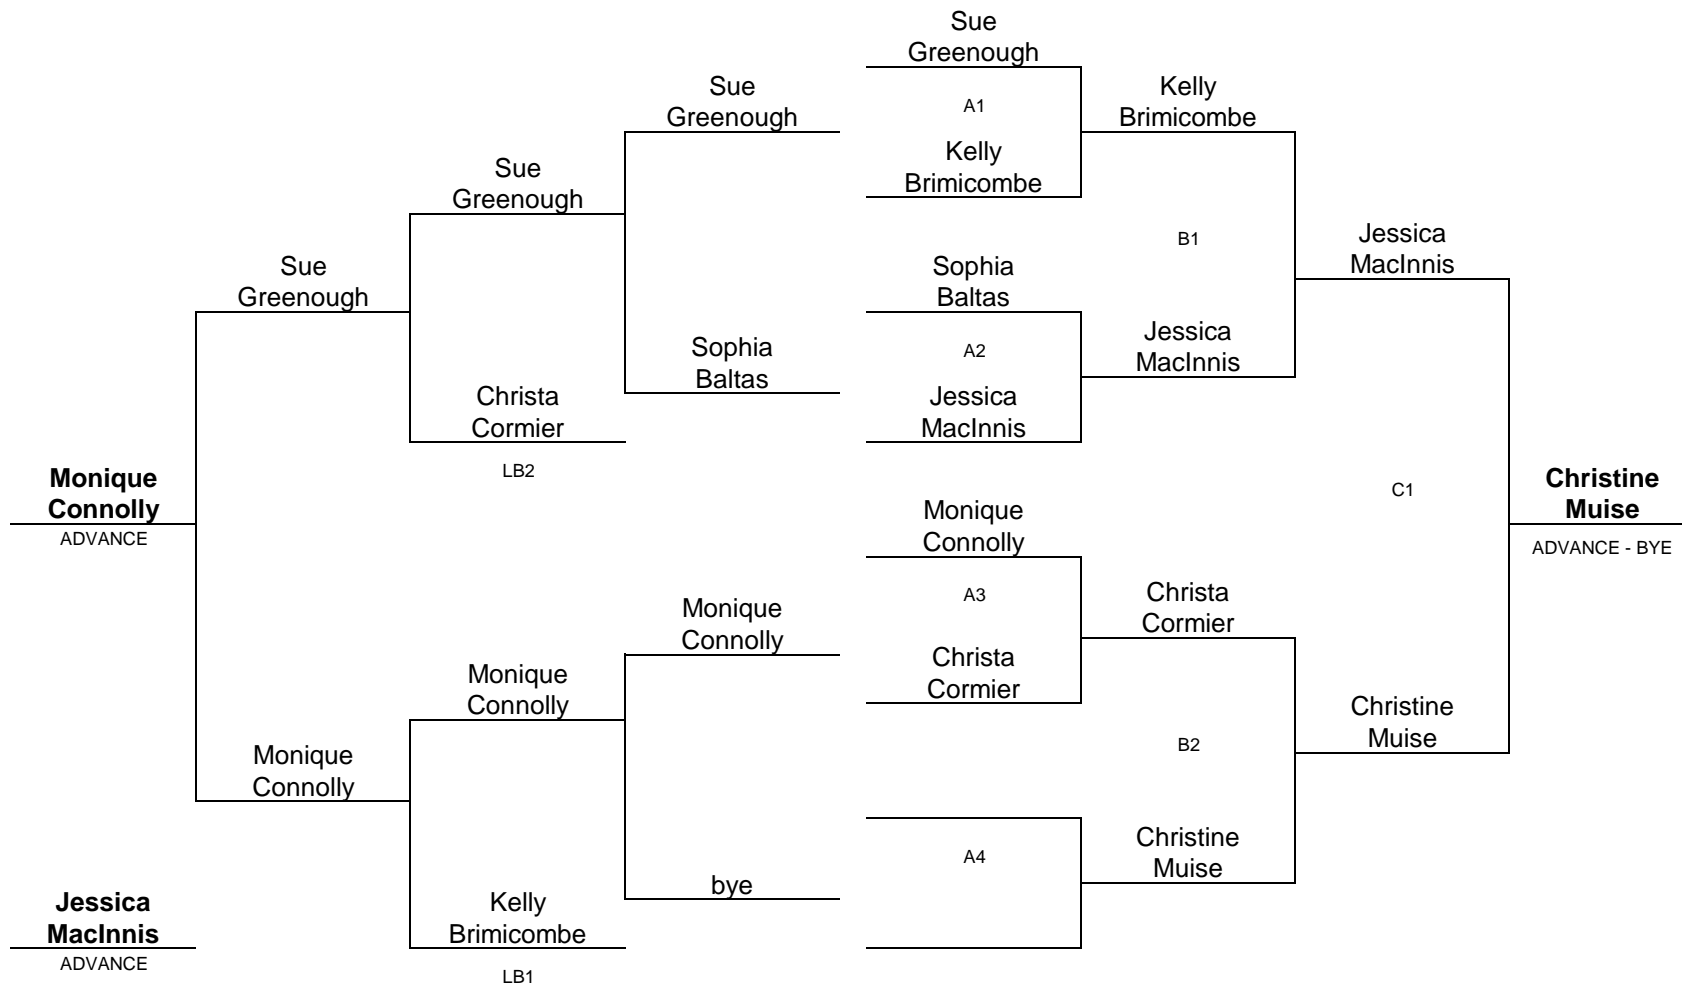 Sue
Greenough
Sue
Greenough
A1
Kelly
Brimicombe
Kelly
Brimicombe
Sue
Greenough
B1
Jessica
MacInnis
Sue
Greenough
Sophia
Baltas
Sophia
Baltas
A2
Jessica
MacInnis
Christa
Cormier
LB2
Jessica
MacInnis
Monique
Connolly
ADVANCE
C1
Christine
Muise
ADVANCE - BYE
Monique
Connolly
A3
Christa
Cormier
Monique
Connolly
Christa
Cormier
Monique
Connolly
B2
Christine
Muise
Monique
Connolly
A4
Christine
Muise
bye
Jessica
MacInnis
ADVANCE
Kelly
Brimicombe
LB1